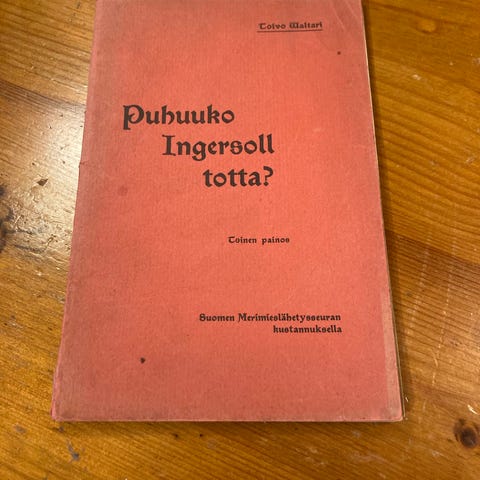 Toivo Waltari
Puhuuko
Ingersoll
totta?
Toinen painos
Suomen Merimieslähetysseuran
kustannuksella